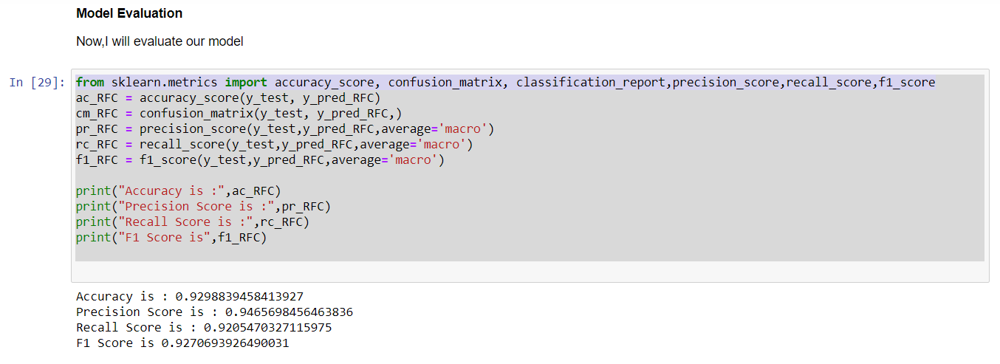 Model Evaluation
Now,I will evaluate our model
In [29]: from sklearn.metrics import accuracy_score, confusion_matrix, classification_report,precision_score,recall_score,f1_score
ac_RFC = accuracy_score(y_test, y_pred_RFC)
cm_RFC = confusion_matrix(y_test, y_pred_RFC,)
pr_RFC = precision_score(y_test,y_pred_RFC,average='macro')
rc_RFC = recall_score(y_test,y_pred_RFC,average='macro')
f1_RFC = f1_score(y_test,y_pred_RFC,average='macro')
print("Accuracy is :",ac_RFC)
print("Precision Score is :",pr_RFC)
print("Recall Score is :",rc_RFC)
print("F1 Score is",f1_RFC)
Accuracy is : 0.9298839458413927
Precision Score is : 0.9465698456463836
Recall Score is : 0.9205470327115975
F1 Score is 0.9270693926490031